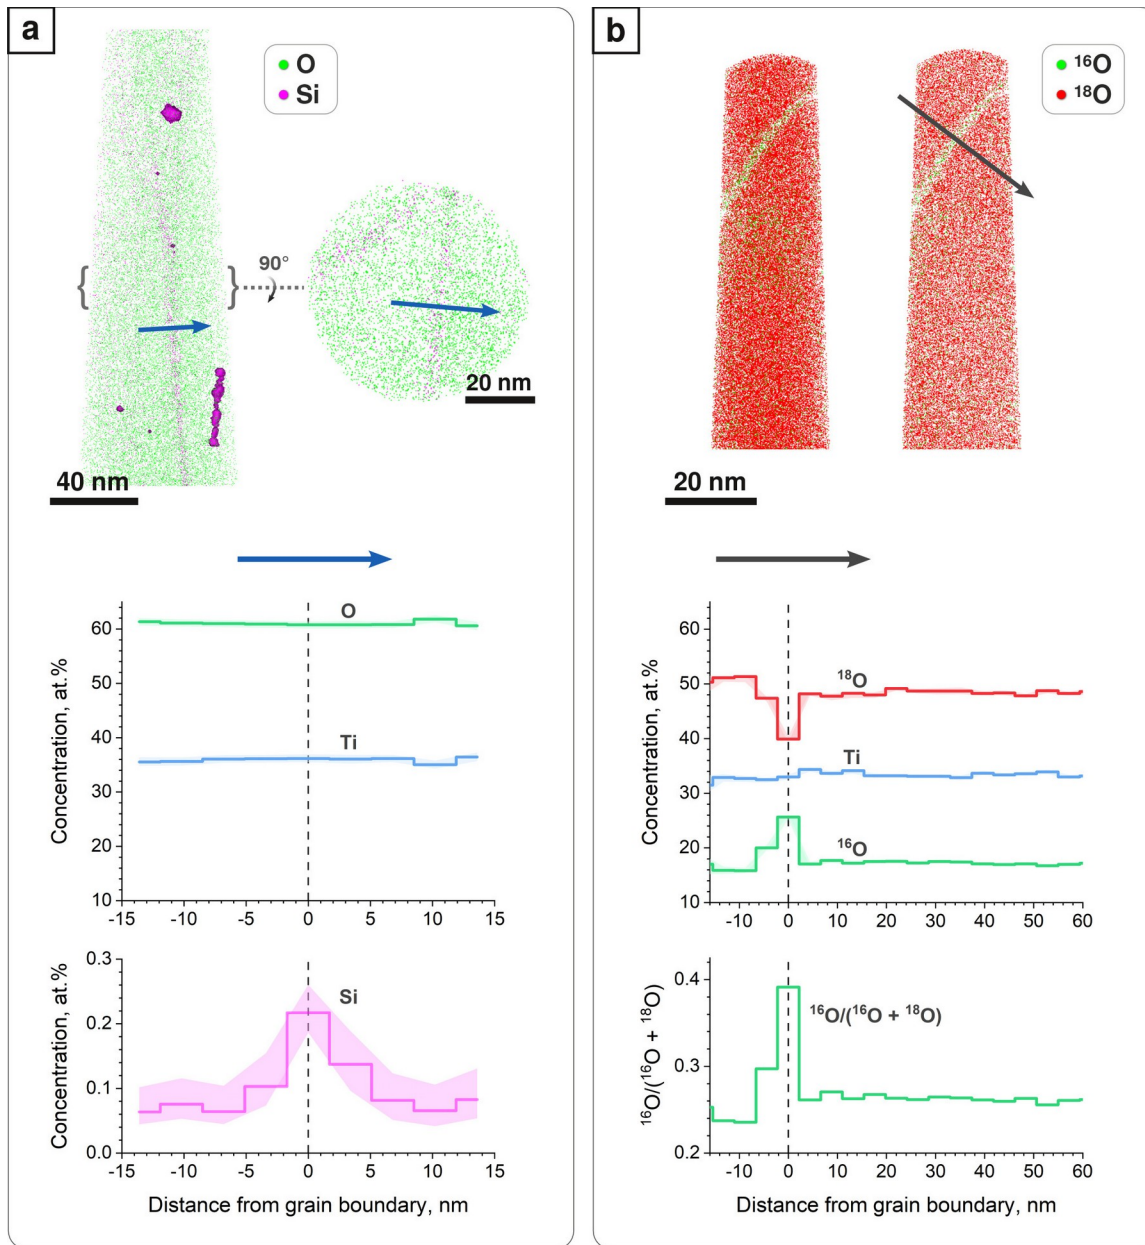 a
O
Si
90°
20 nm
40 nm
Concentration, at.%
60
50
40
30
20
10
O
Ti
-15 -10 -5 0 5 10 15
Concentration, at.%
0.3
0.2
0.1
0.0
Si
-15 -10 -5 0 5 10 15
Distance from grain boundary, nm
b
¹⁶O
¹⁸O
20 nm
Concentration, at.%
60
50
40
30
20
10
¹⁸O
Ti
¹⁶O
-10 0 10 20 30 40 50 60
¹⁶O/(¹⁶O + ¹⁸O)
0.4
0.3
0.2
¹⁶O/(¹⁶O + ¹⁸O)
-10 0 10 20 30 40 50 60
Distance from grain boundary, nm